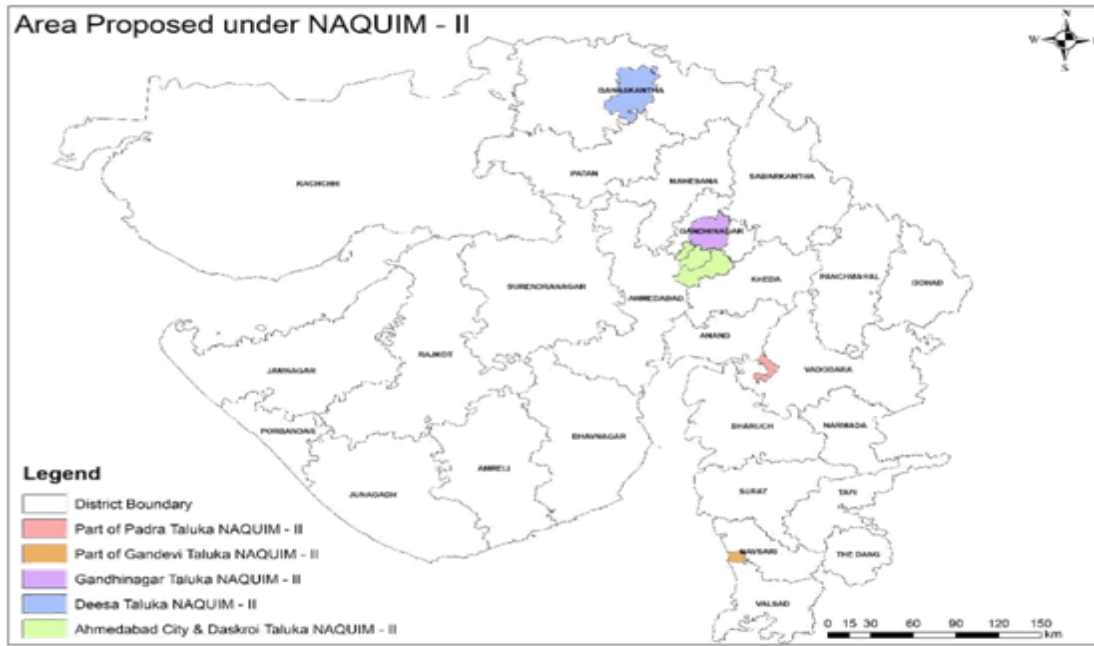 Area Proposed under NAQUIM - II
N
W
S
BANASKANTHA
KACHCHH
PATAN
MAHESANA
SABARKANTHA
GANDHINAGAR
SURENDRANAGAR
AHMEDABAD
KHEDA
PANCHMAHAL
DOHAD
ANAND
RAJKOT
JAMNAGAR
VADODARA
PORBANDAR
BHAVNAGAR
BHARUCH
NARMADA
AMRELI
JUNAGADH
SURAT
TAPI
NAVSARI
THE DANG
VALSAD
Legend
District Boundary
Part of Padra Taluka NAQUIM - II
Part of Gandevi Taluka NAQUIM - II
Gandhinagar Taluka NAQUIM - II
Deesa Taluka NAQUIM - II
Ahmedabad City & Daskroi Taluka NAQUIM - II
0 15 30 60 90 120 150
km